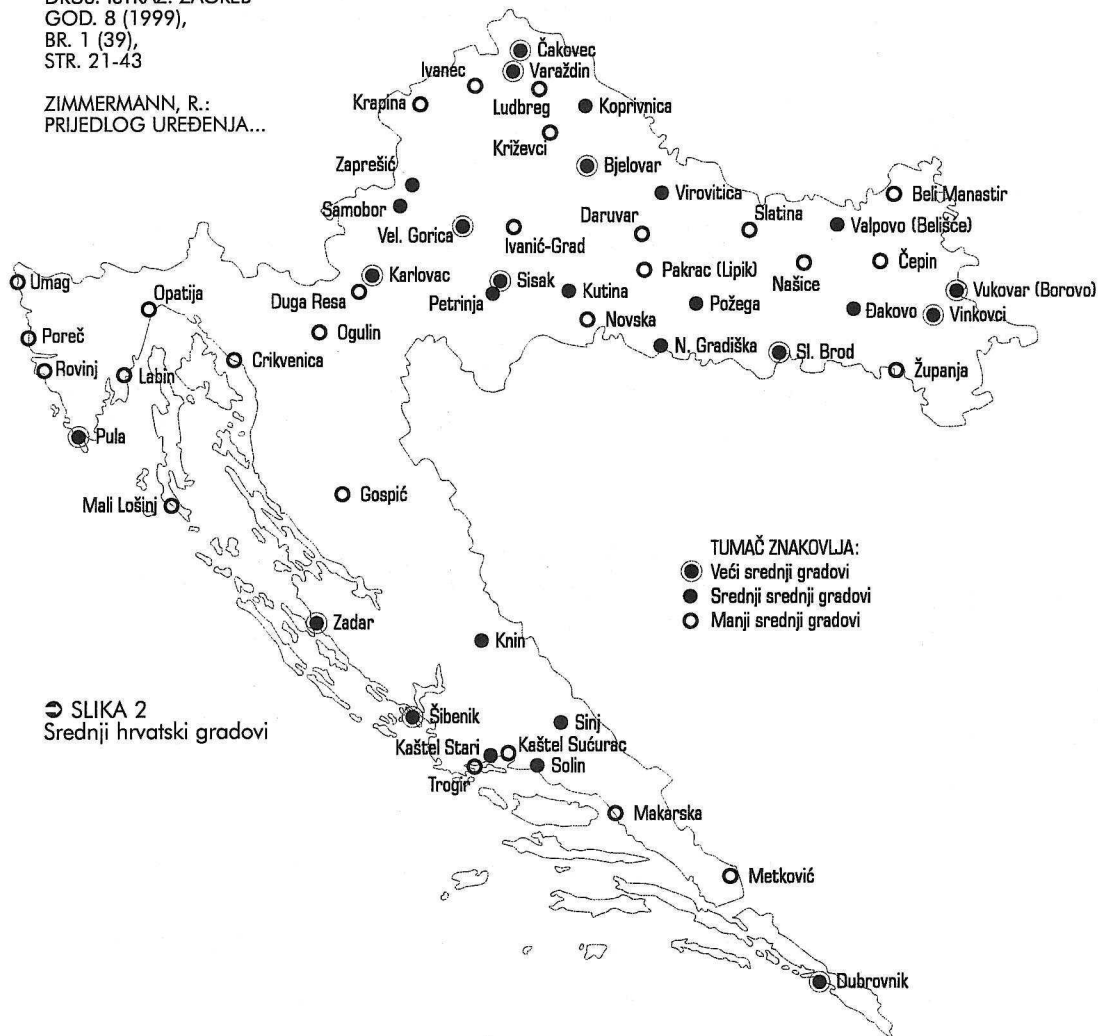 DRUŠ. ISTRAŽ. ZAGREB
GOD. 8 (1999),
BR. 1 (39),
STR. 21-43
ZIMMERMANN, R.:
PRIJEDLOG UREĐENJA...
Čakovec
Varaždin
Ivanec
Ludbreg
Krapina
Koprivnica
Križevci
Bjelovar
Zaprešić
Samobor
Virovitica
Beli Manastir
Slatina
Daruvar
Valpovo (Belišće)
Vel. Gorica
Ivanić-Grad
Čepin
Pakrac (Lipik)
Našice
Umag
Karlovac
Sisak
Opatija
Duga Resa
Petrinja
Kutina
Požega
Vukovar (Borovo)
Đakovo
Vinkovci
Novska
Ogulin
Poreč
N. Gradiška
Sl. Brod
Crikvenica
Rovinj
Labin
Županja
Pula
Gospić
Mali Lošinj
TUMAČ ZNAKOVLJA:
Veći srednji gradovi
Srednji srednji gradovi
Manji srednji gradovi
Zadar
Knin
➲ SLIKA 2
Srednji hrvatski gradovi
Šibenik
Sinj
Kaštel Stari
Kaštel Sućurac
Solin
Trogir
Makarska
Metković
Dubrovnik